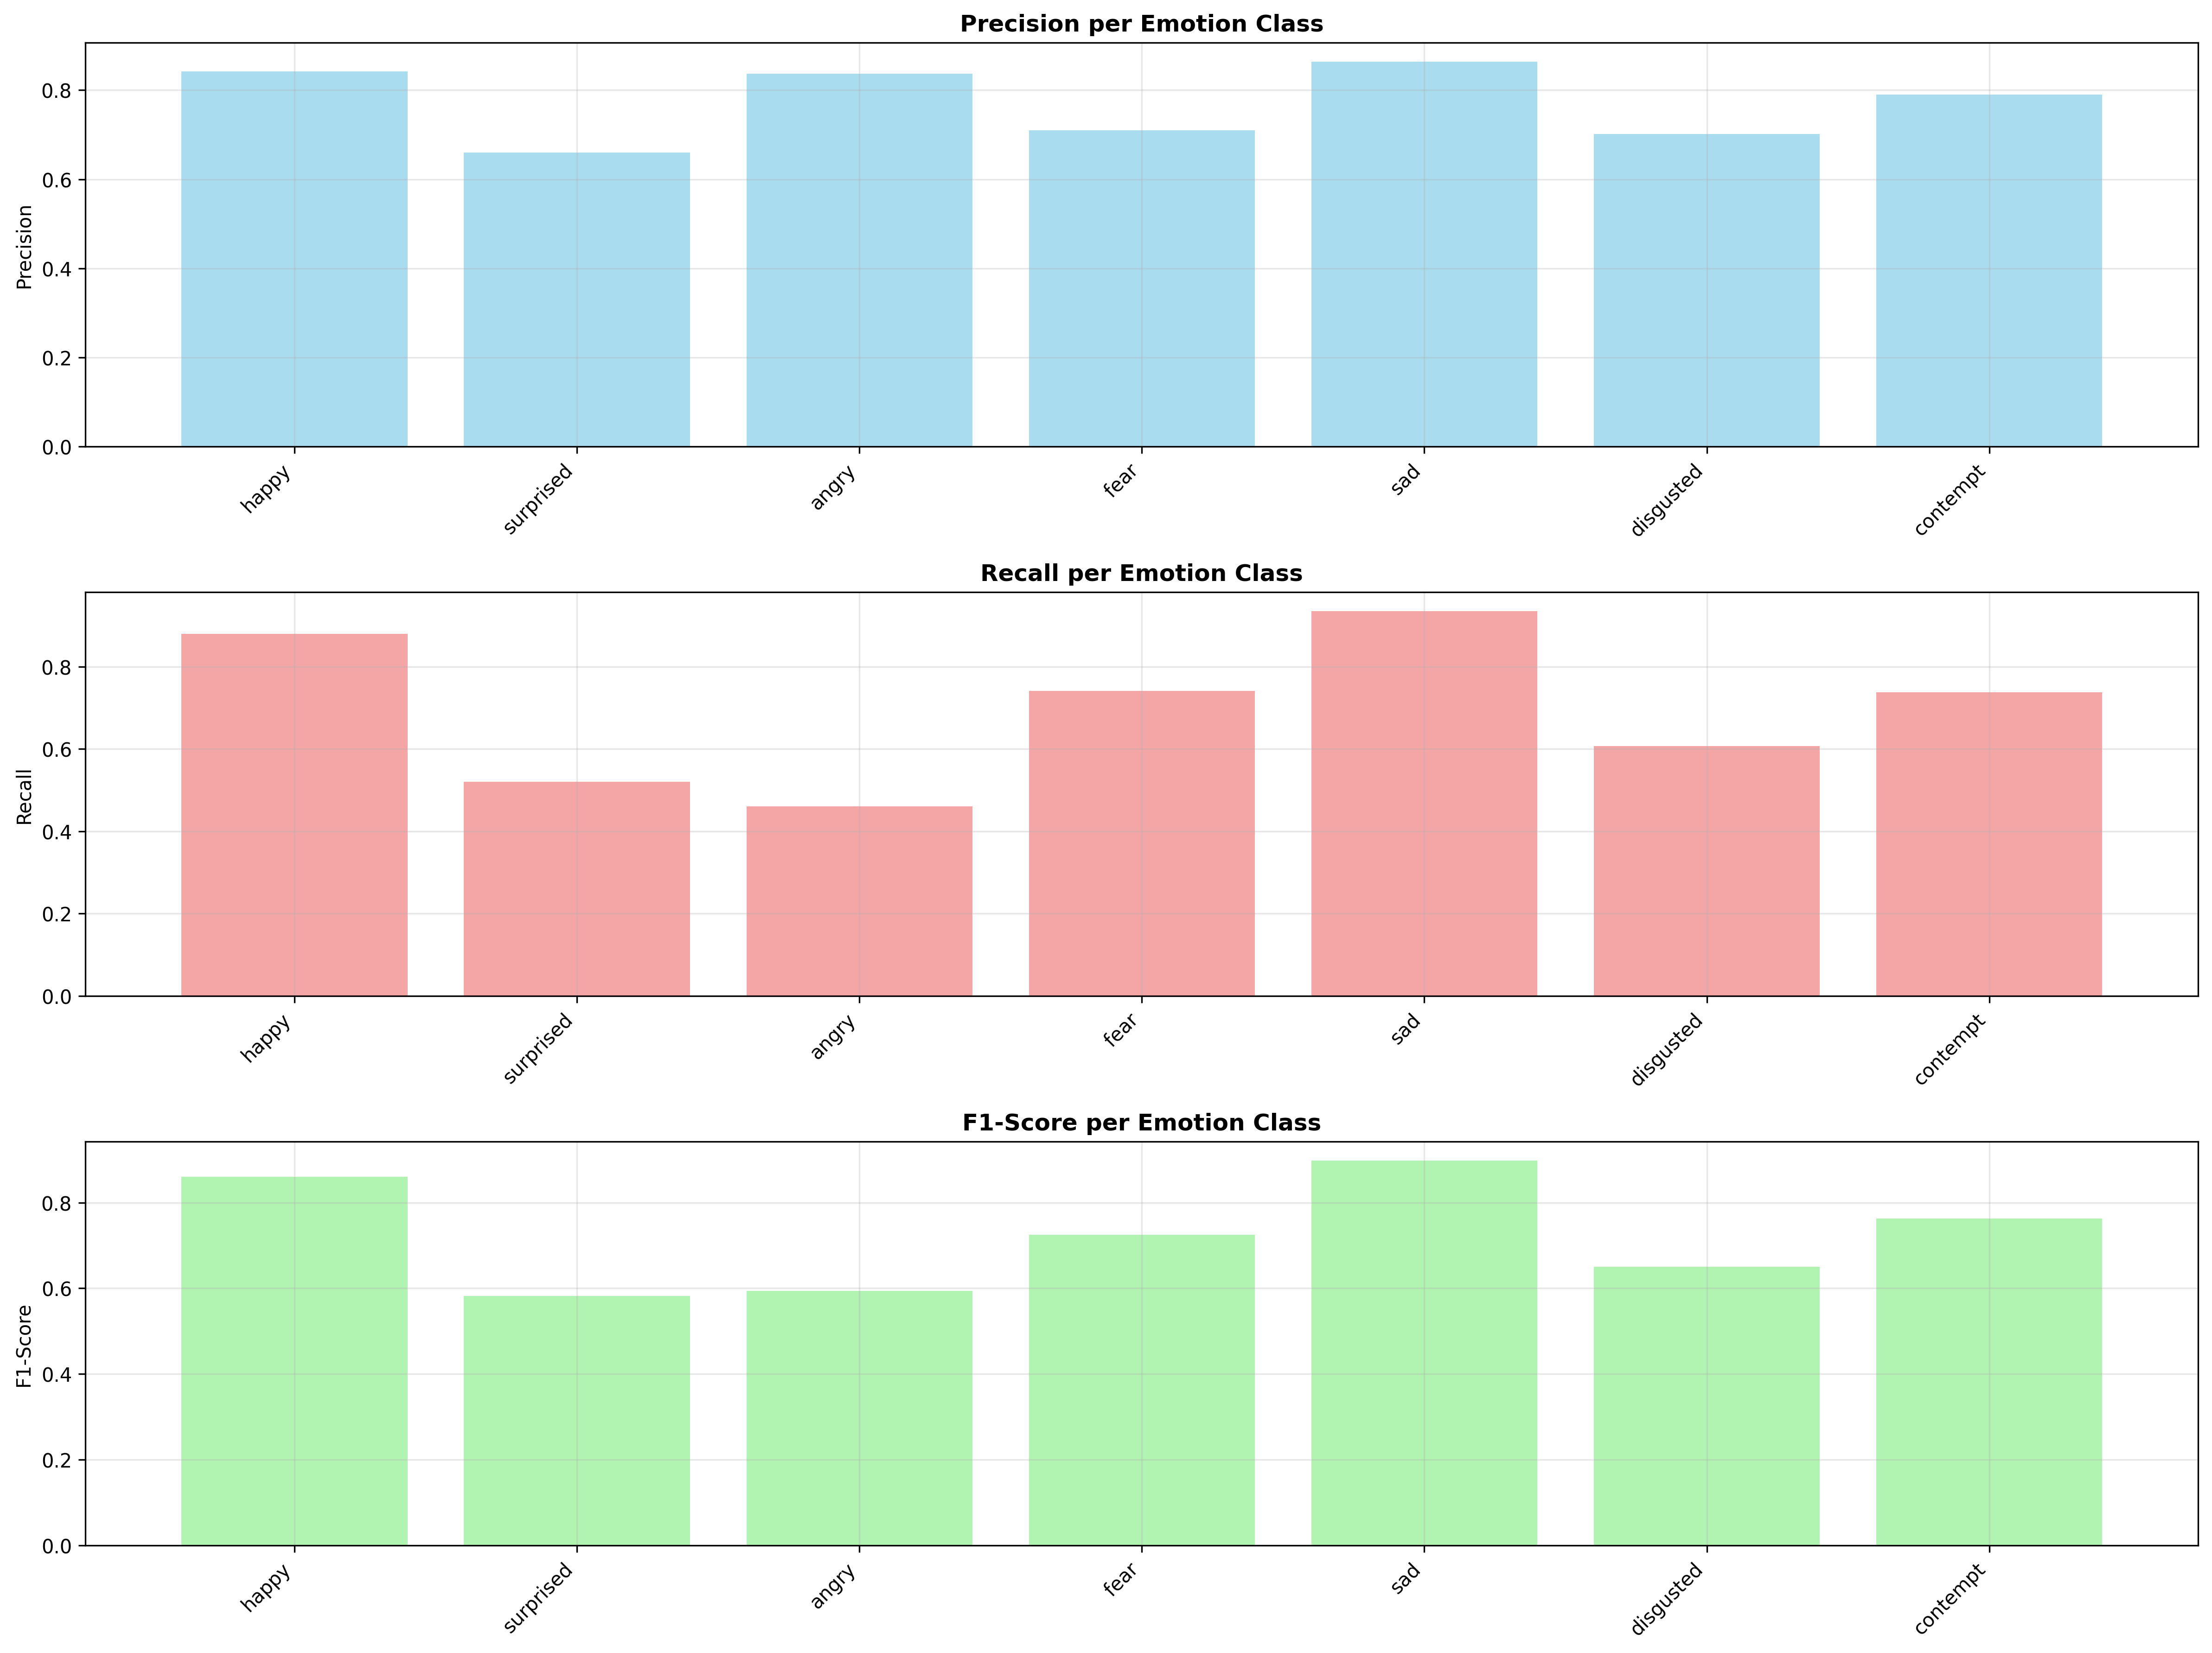 Precision per Emotion Class
0.8
0.6
0.4
0.2
0.0
Precision
happy
surprised
angry
fear
sad
disgusted
contempt
Recall per Emotion Class
0.8
0.6
0.4
0.2
0.0
Recall
happy
surprised
angry
fear
sad
disgusted
contempt
F1-Score per Emotion Class
0.8
0.6
0.4
0.2
0.0
F1-Score
happy
surprised
angry
fear
sad
disgusted
contempt